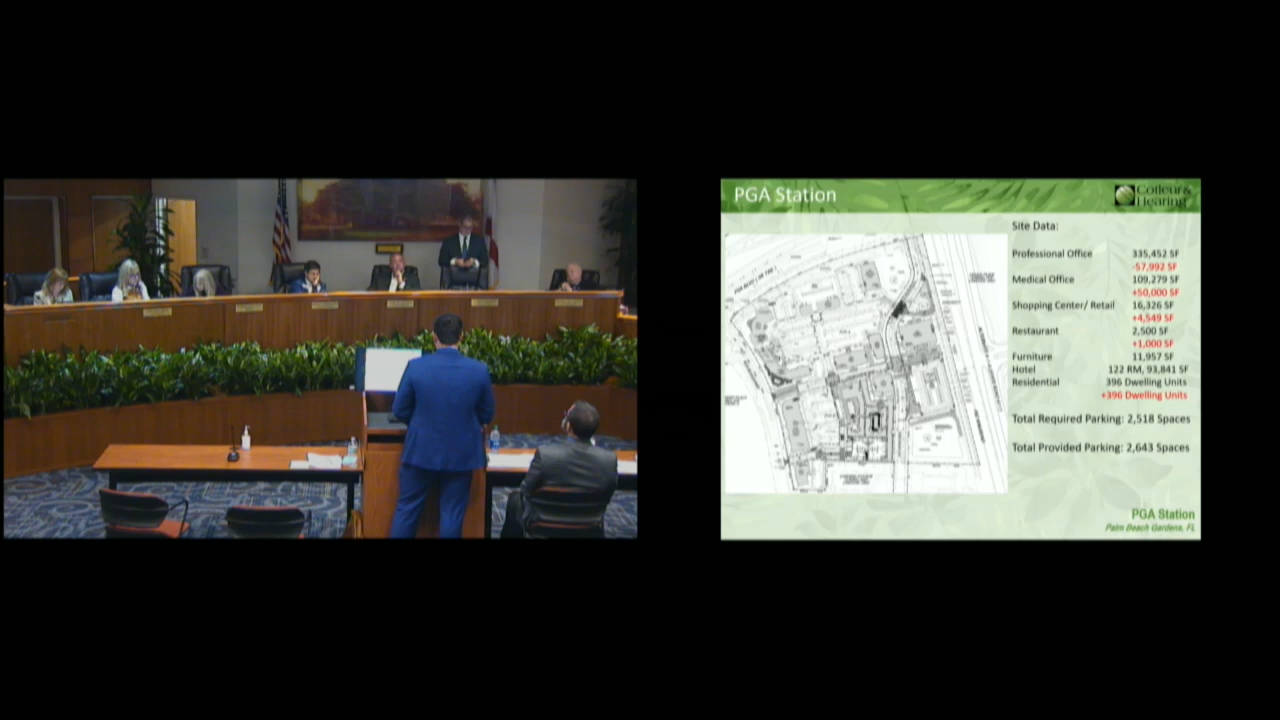 PGA Station
Cotleur &
Hearing
Site Data:
Professional Office 335,452 SF
-57,992 SF
Medical Office 109,279 SF
+50,000 SF
Shopping Center/ Retail 16,326 SF
+4,549 SF
Restaurant 2,500 SF
+1,000 SF
Furniture 11,957 SF
Hotel 122 RM, 93,841 SF
Residential 396 Dwelling Units
+396 Dwelling Units
Total Required Parking: 2,518 Spaces
Total Provided Parking: 2,643 Spaces
PGA Station
Palm Beach Gardens, FL